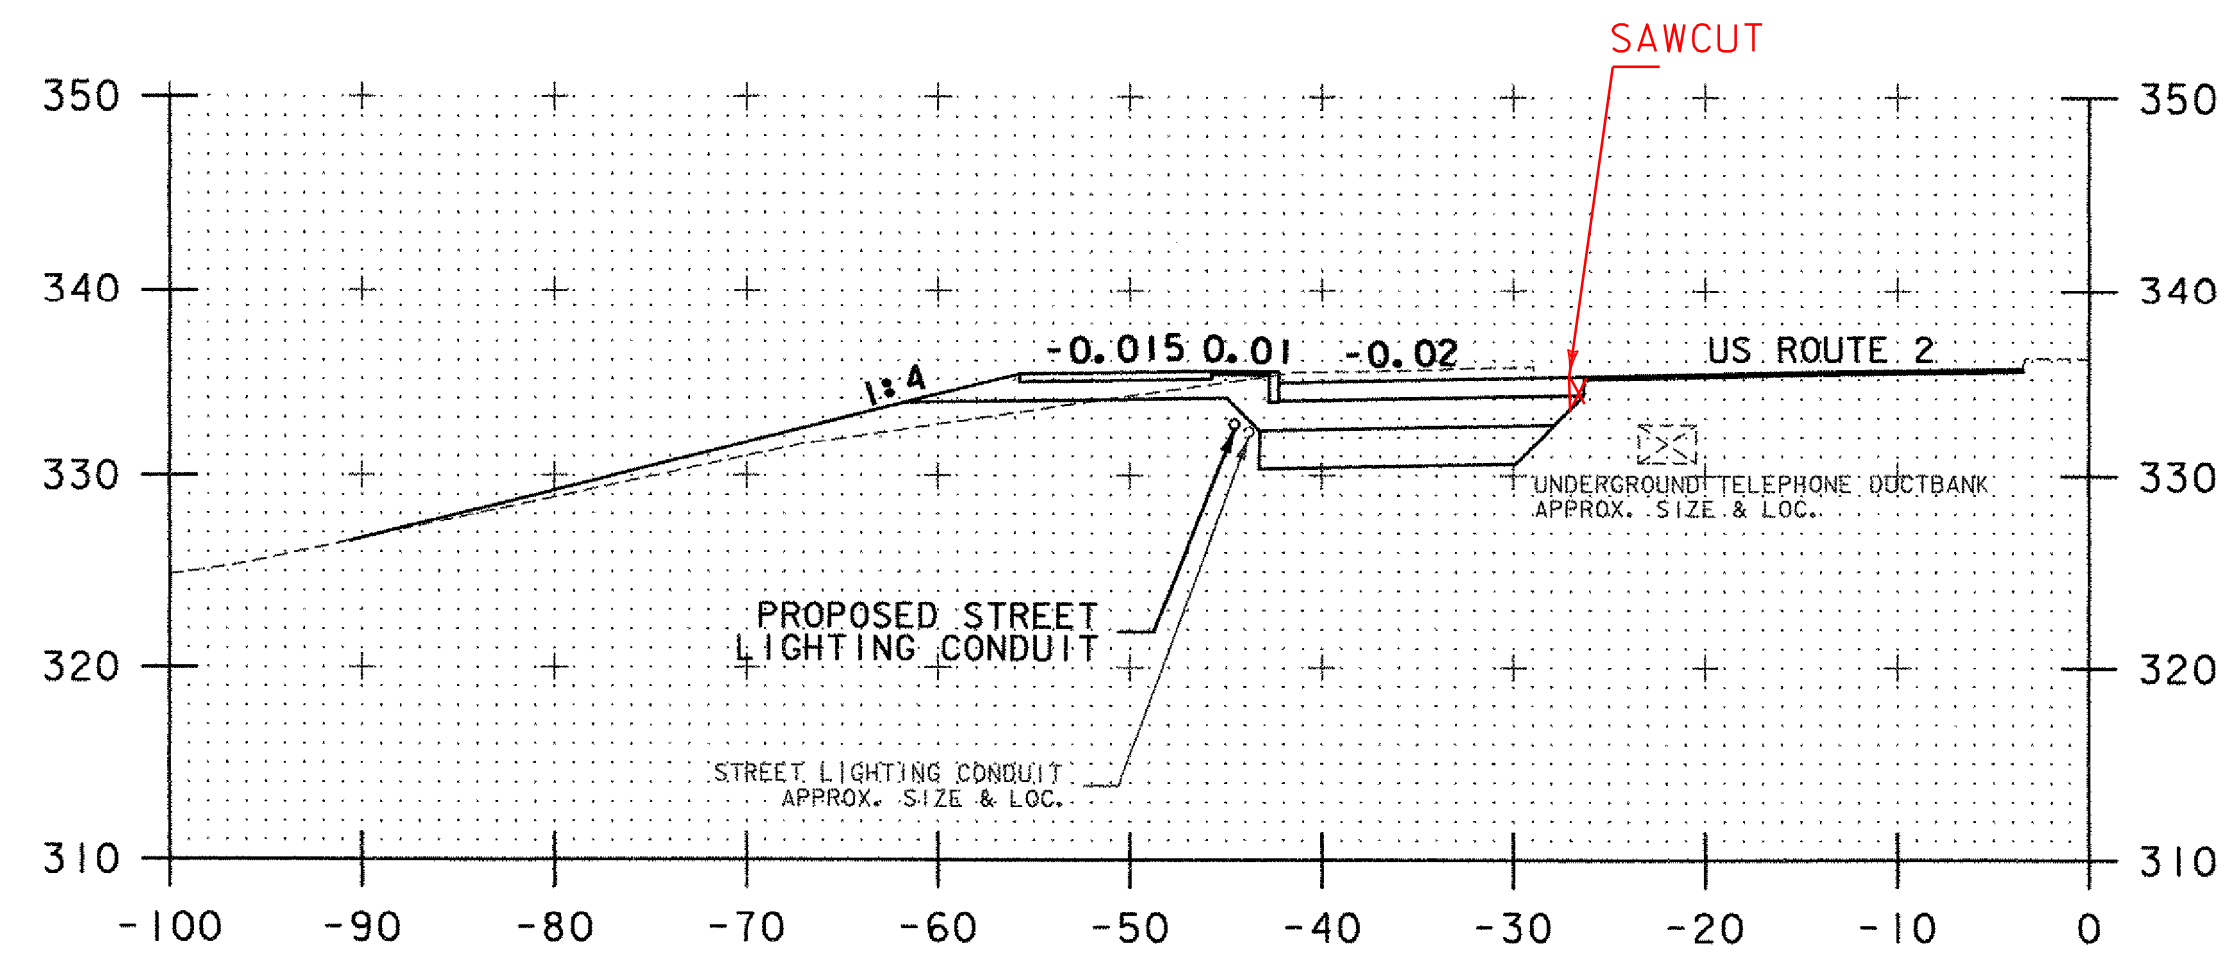 SAWCUT
350 350
340 340
1:4 -0.015 0.01 -0.02 US ROUTE 2
330 330
UNDERGROUND TELEPHONE DUCTBANK
APPROX. SIZE & LOC.
PROPOSED STREET
LIGHTING CONDUIT
320 320
STREET LIGHTING CONDUIT
APPROX. SIZE & LOC.
310 310
-100 -90 -80 -70 -60 -50 -40 -30 -20 -10 0